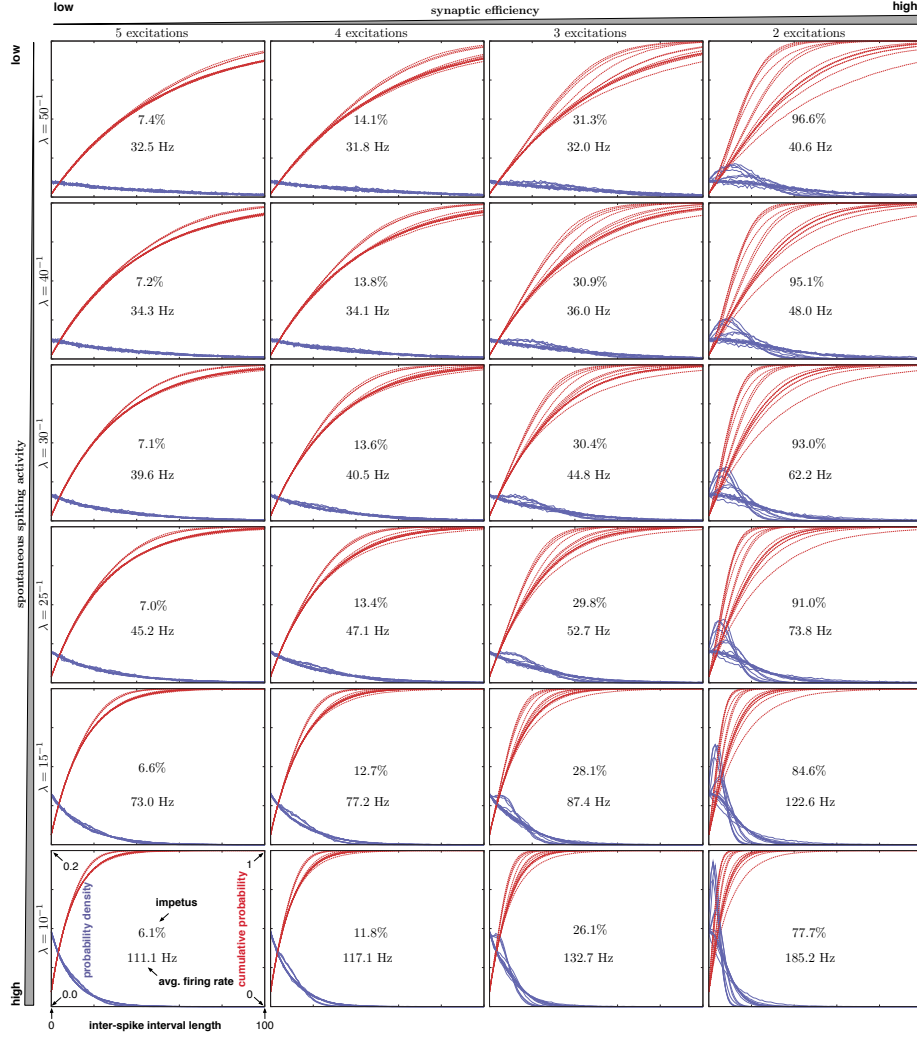 low
synaptic efficiency
high
5 excitations
4 excitations
3 excitations
2 excitations
low
spontaneous spiking activity
high
λ = 50⁻¹
7.4%
32.5 Hz
14.1%
31.8 Hz
31.3%
32.0 Hz
96.6%
40.6 Hz
λ = 40⁻¹
7.2%
34.3 Hz
13.8%
34.1 Hz
30.9%
36.0 Hz
95.1%
48.0 Hz
λ = 30⁻¹
7.1%
39.6 Hz
13.6%
40.5 Hz
30.4%
44.8 Hz
93.0%
62.2 Hz
λ = 25⁻¹
7.0%
45.2 Hz
13.4%
47.1 Hz
29.8%
52.7 Hz
91.0%
73.8 Hz
λ = 15⁻¹
6.6%
73.0 Hz
12.7%
77.2 Hz
28.1%
87.4 Hz
84.6%
122.6 Hz
λ = 10⁻¹
0.2
probability density
0.0
impetus
6.1%
111.1 Hz
avg. firing rate
1
cumulative probability
0
11.8%
117.1 Hz
26.1%
132.7 Hz
77.7%
185.2 Hz
0
inter-spike interval length
100